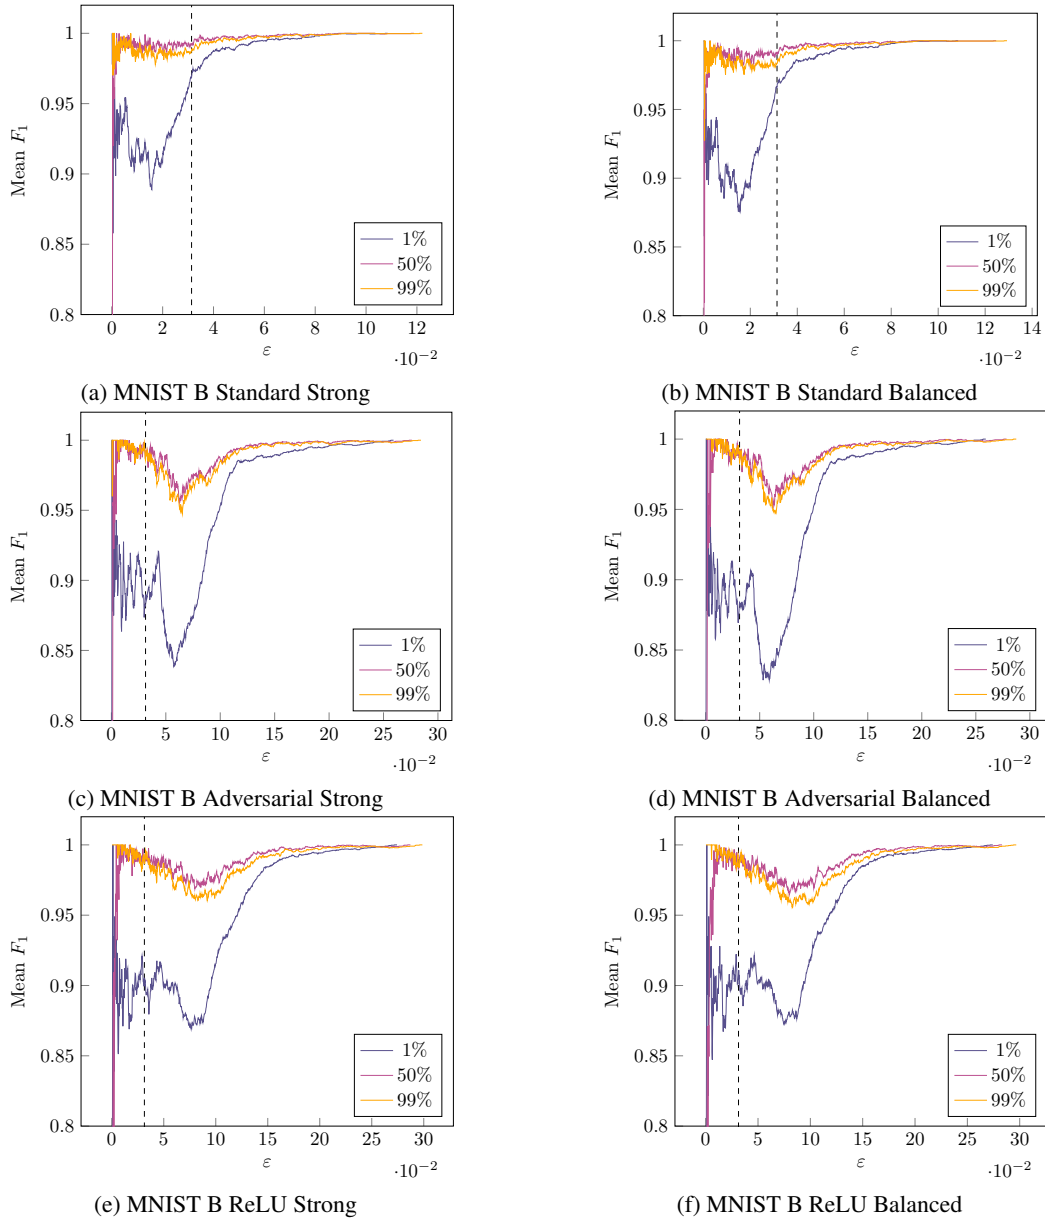 1
0.95
0.9
0.85
0.8
Mean F₁
0 2 4 6 8 10 12
ε
·10⁻²
1%
50%
99%
(a) MNIST B Standard Strong
1
0.95
0.9
0.85
0.8
Mean F₁
0 2 4 6 8 10 12 14
ε
·10⁻²
1%
50%
99%
(b) MNIST B Standard Balanced
1
0.95
0.9
0.85
0.8
Mean F₁
0 5 10 15 20 25 30
ε
·10⁻²
1%
50%
99%
(c) MNIST B Adversarial Strong
1
0.95
0.9
0.85
0.8
Mean F₁
0 5 10 15 20 25 30
ε
·10⁻²
1%
50%
99%
(d) MNIST B Adversarial Balanced
1
0.95
0.9
0.85
0.8
Mean F₁
0 5 10 15 20 25 30
ε
·10⁻²
1%
50%
99%
(e) MNIST B ReLU Strong
1
0.95
0.9
0.85
0.8
Mean F₁
0 5 10 15 20 25 30
ε
·10⁻²
1%
50%
99%
(f) MNIST B ReLU Balanced